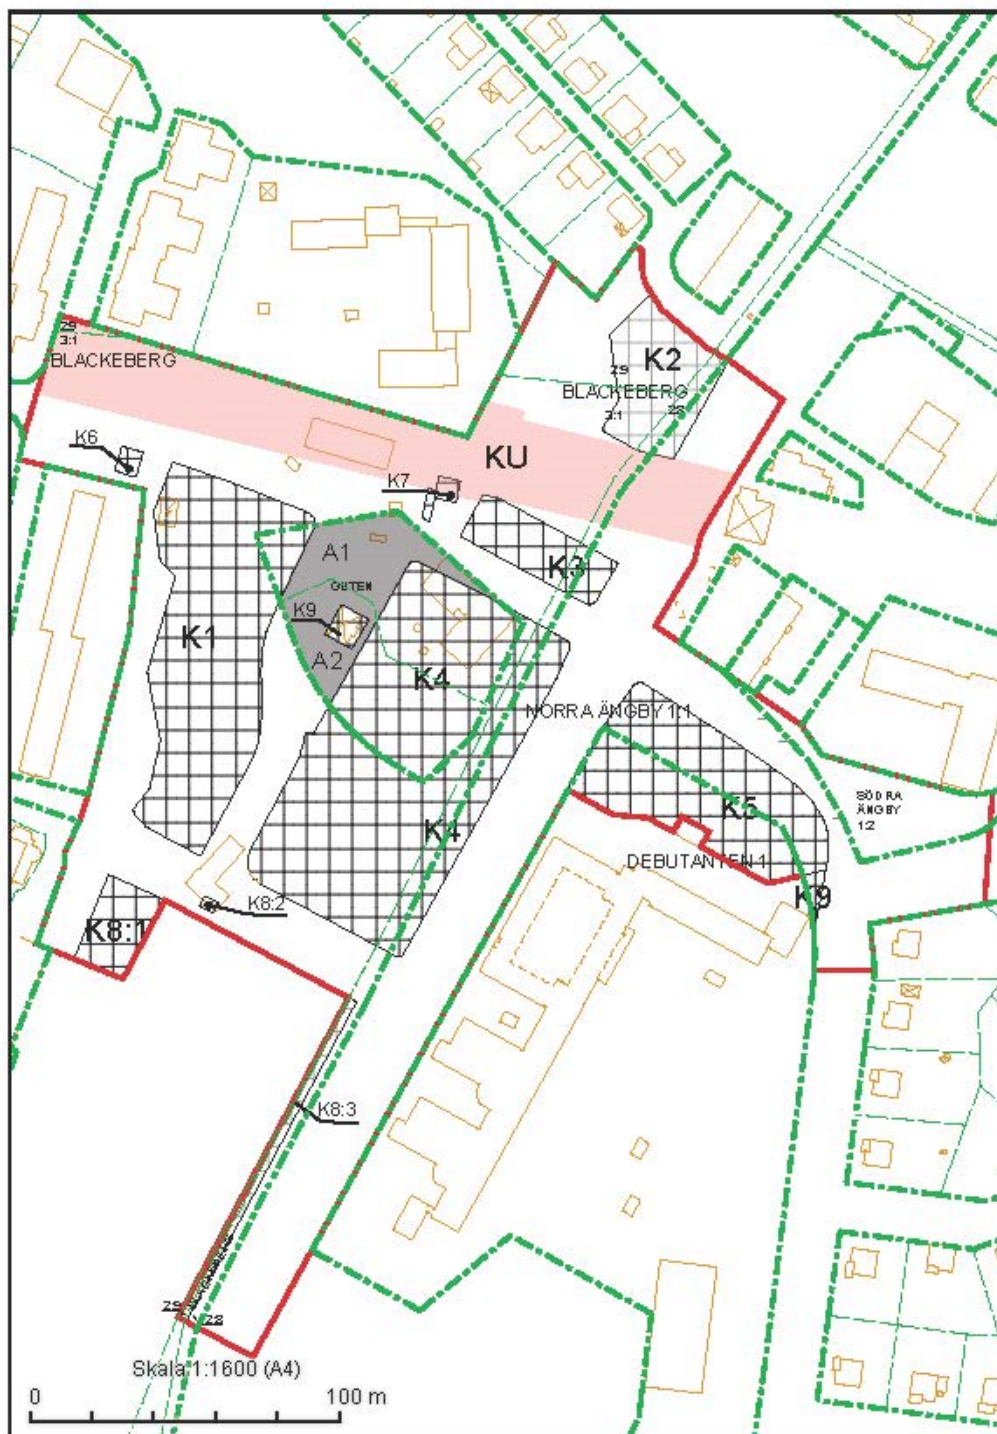 Z9
3:1
BLACKEBERG
K2
Z9
BLACKEBERG
3:1
Z8
K6
KU
K7
K3
A1
GUTEN
K9
A2
K1
K4
NORRA ÄNGBY 1:1
K5
SÖDRA
ÄNGBY
1:2
K4
DEBUTANTEN 1
K9
K8:1
K8:2
K8:3
Z9
Z8
Skala 1:1600 (A4)
0
100 m